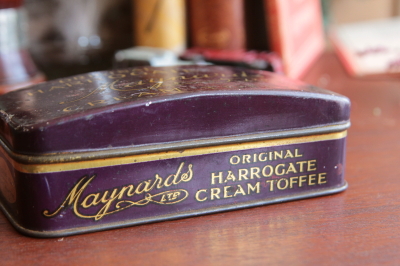 Maynards LTD
ORIGINAL
HARROGATE
CREAM TOFFEE